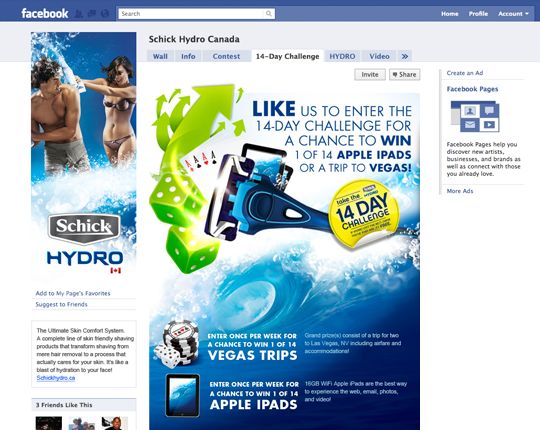 facebook
Search
Home Profile Account
Schick Hydro Canada
Wall Info Contest 14-Day Challenge HYDRO Video »
Invite Share
LIKE US TO ENTER THE
14-DAY CHALLENGE FOR
A CHANCE TO WIN
1 OF 14 APPLE IPADS
OR A TRIP TO VEGAS!
take the
Schick
HYDRO
14 DAY
CHALLENGE
Schick
HYDRO
Add to My Page's Favorites
Suggest to Friends
The Ultimate Skin Comfort System.
A complete line of skin friendly shaving
products that transform shaving from
mere hair removal to a process that
actually cares for your skin. It's like a
blast of hydration to your face!
Schickhydro.ca
3 Friends Like This
ENTER ONCE PER WEEK FOR
A CHANCE TO WIN 1 OF 14
VEGAS TRIPS
Grand prize(s) consist of a trip for two
to Las Vegas, NV including airfare and
accommodations!
ENTER ONCE PER WEEK FOR
A CHANCE TO WIN 1 OF 14
APPLE IPADS
16GB WiFi Apple iPads are the best way
to experience the web, email, photos,
and video!
Create an Ad
Facebook Pages
Facebook Pages help you
discover new artists,
businesses, and brands as
well as connect with those
you already love.
More Ads